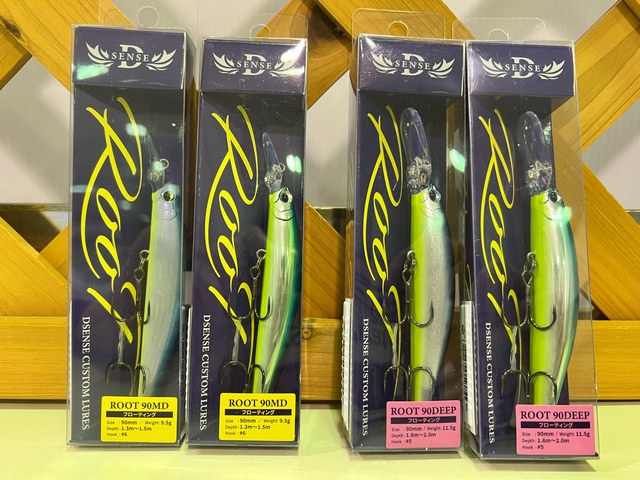 D
SENSE
Root
DSENSE CUSTOM LURES
ROOT 90MD
フローティング
Size : 90mm / Weight: 9.5g
Depth: 1.3m〜1.5m
Hook : #6
D
SENSE
Root
DSENSE CUSTOM LURES
ROOT 90MD
フローティング
Size : 90mm / Weight: 9.5g
Depth: 1.3m〜1.5m
Hook : #6
D
SENSE
Root
DSENSE CUSTOM LURES
ROOT 90DEEP
フローティング
Size : 90mm / Weight: 11.5g
Depth: 1.8m〜2.0m
Hook : #5
D
SENSE
Root
DSENSE CUSTOM LURES
ROOT 90DEEP
フローティング
Size : 90mm / Weight: 11.5g
Depth: 1.8m〜2.0m
Hook : #5